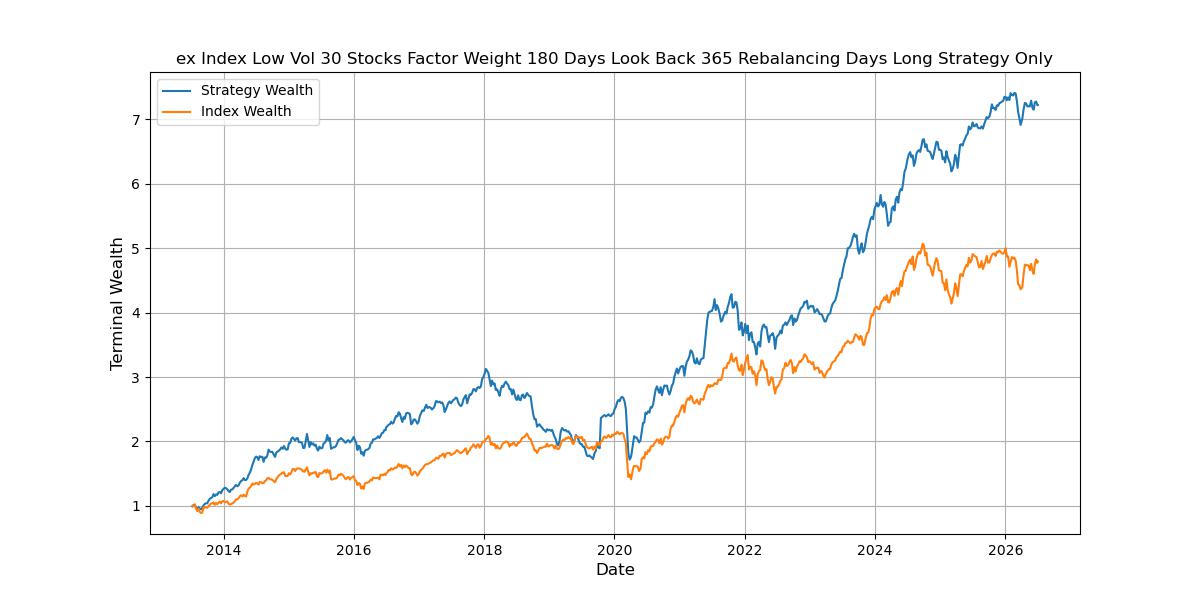 ex Index Low Vol 30 Stocks Factor Weight 180 Days Look Back 365 Rebalancing Days Long Strategy Only
Strategy Wealth
Index Wealth
Terminal Wealth
7
6
5
4
3
2
1
2014 2016 2018 2020 2022 2024 2026
Date